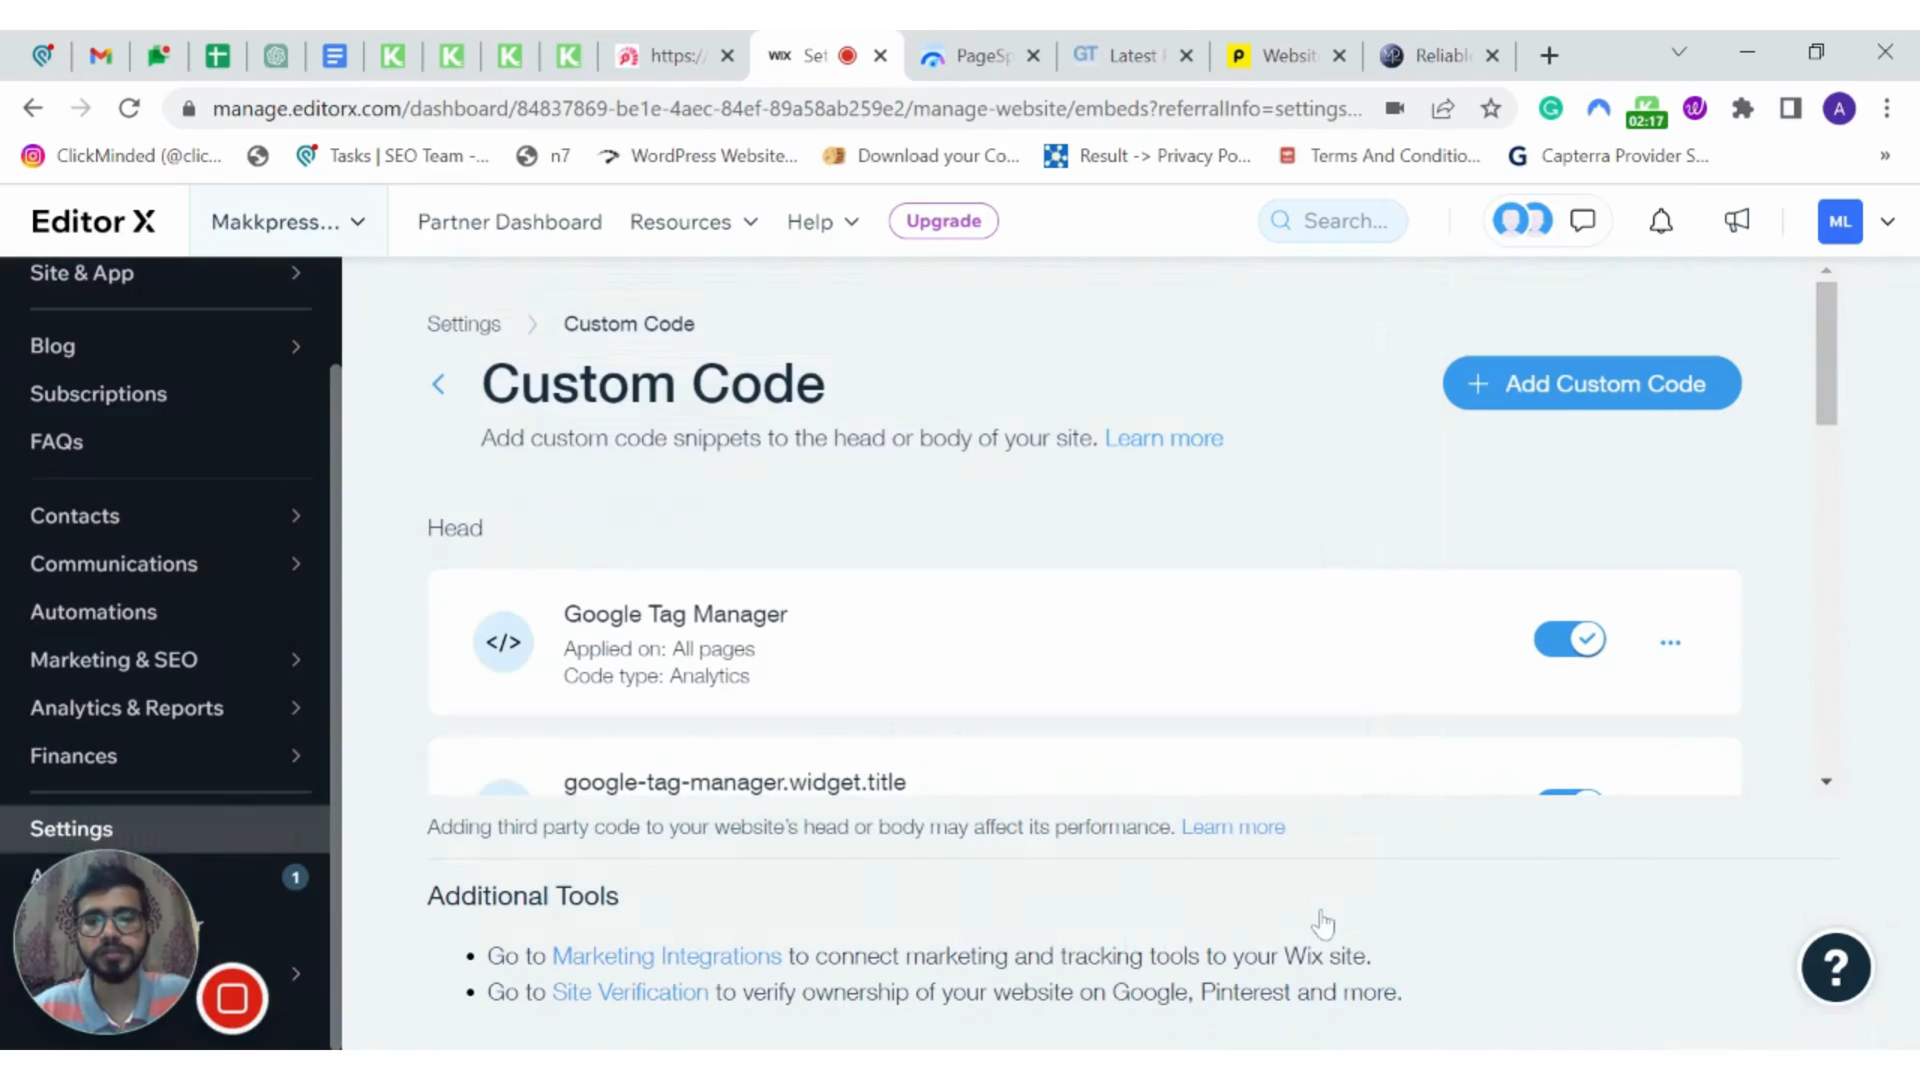 https:/
WIX Set
PageSp
GT Latest
Websit
Reliabl
manage.editorx.com/dashboard/84837869-be1e-4aec-84ef-89a58ab259e2/manage-website/embeds?referralInfo=settings...
02:17
A
ClickMinded (@clic...
Tasks | SEO Team -...
n7
WordPress Website...
Download your Co...
Result -> Privacy Po...
Terms And Conditio...
Capterra Provider S...
»
Editor X
Makkpress...
Partner Dashboard
Resources
Help
Upgrade
Search...
ML
Site & App
Blog
Subscriptions
FAQs
Contacts
Communications
Automations
Marketing & SEO
Analytics & Reports
Finances
Settings
1
Settings > Custom Code
Custom Code
+ Add Custom Code
Add custom code snippets to the head or body of your site. Learn more
Head
</>
Google Tag Manager
Applied on: All pages
Code type: Analytics
google-tag-manager.widget.title
Adding third party code to your website's head or body may affect its performance. Learn more
Additional Tools
• Go to Marketing Integrations to connect marketing and tracking tools to your Wix site.
• Go to Site Verification to verify ownership of your website on Google, Pinterest and more.
?